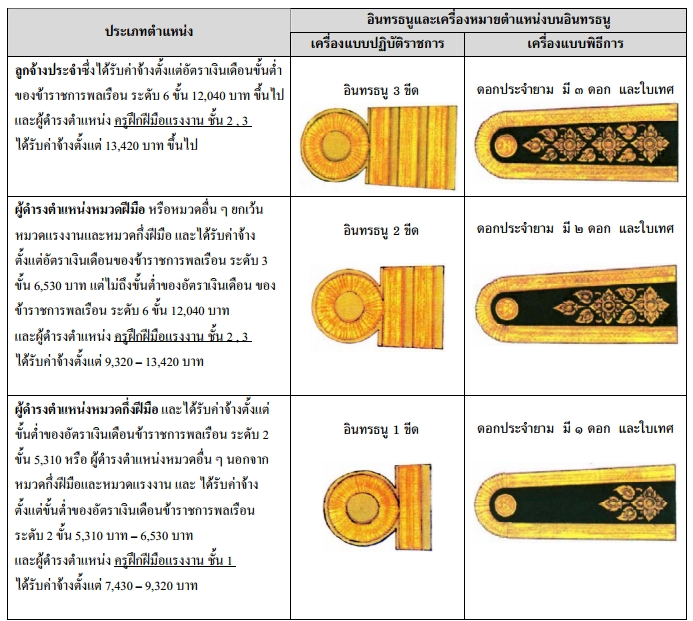 ประเภทตำแหน่ง
อินทรธนูและเครื่องหมายตำแหน่งบนอินทรธนู
เครื่องแบบปฏิบัติราชการ
เครื่องแบบพิธีการ
ลูกจ้างประจำซึ่งได้รับค่าจ้างตั้งแต่อัตราเงินเดือนขั้นต่ำ
ของข้าราชการพลเรือน ระดับ 6 ขั้น 12,040 บาท ขึ้นไป
และผู้ดำรงตำแหน่ง ครูฝึกฝีมือแรงงาน ชั้น 2 , 3
ได้รับค่าจ้างตั้งแต่ 13,420 บาท ขึ้นไป
อินทรธนู 3 ขีด
ดอกประจำยาม มี ๓ ดอก และใบเทศ
ผู้ดำรงตำแหน่งหมวดฝีมือ หรือหมวดอื่น ๆ ยกเว้น
หมวดแรงงานและหมวดกึ่งฝีมือ และได้รับค่าจ้าง
ตั้งแต่อัตราเงินเดือนของข้าราชการพลเรือน ระดับ 3
ขั้น 6,530 บาท แต่ไม่ถึงขั้นต่ำของอัตราเงินเดือน ของ
ข้าราชการพลเรือน ระดับ 6 ขั้น 12,040 บาท
และผู้ดำรงตำแหน่ง ครูฝึกฝีมือแรงงาน ชั้น 2 , 3
ได้รับค่าจ้างตั้งแต่ 9,320 – 13,420 บาท
อินทรธนู 2 ขีด
ดอกประจำยาม มี ๒ ดอก และใบเทศ
ผู้ดำรงตำแหน่งหมวดกึ่งฝีมือ และได้รับค่าจ้างตั้งแต่
ขั้นต่ำของอัตราเงินเดือนข้าราชการพลเรือน ระดับ 2
ขั้น 5,310 หรือ ผู้ดำรงตำแหน่งหมวดอื่น ๆ นอกจาก
หมวดกึ่งฝีมือและหมวดแรงงาน และ ได้รับค่าจ้าง
ตั้งแต่ขั้นต่ำของอัตราเงินเดือนข้าราชการพลเรือน
ระดับ 2 ขั้น 5,310 บาท – 6,530 บาท
และผู้ดำรงตำแหน่ง ครูฝึกฝีมือแรงงาน ชั้น 1
ได้รับค่าจ้างตั้งแต่ 7,430 – 9,320 บาท
อินทรธนู 1 ขีด
ดอกประจำยาม มี ๑ ดอก และใบเทศ